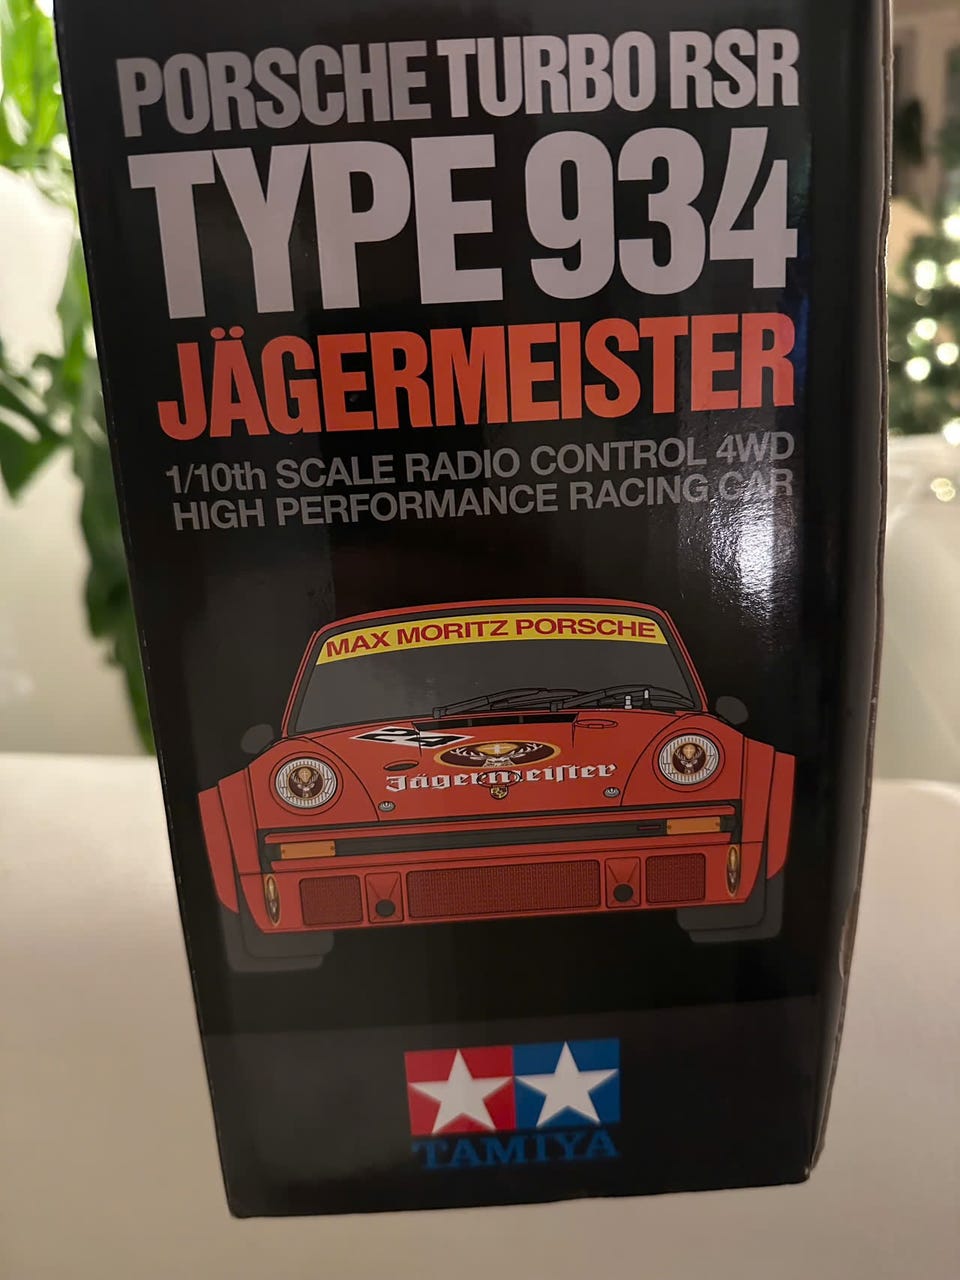 PORSCHE TURBO RSR
TYPE 934
JÄGERMEISTER
1/10th SCALE RADIO CONTROL 4WD
HIGH PERFORMANCE RACING CAR
MAX MORITZ PORSCHE
24
Jägermeister
TAMIYA